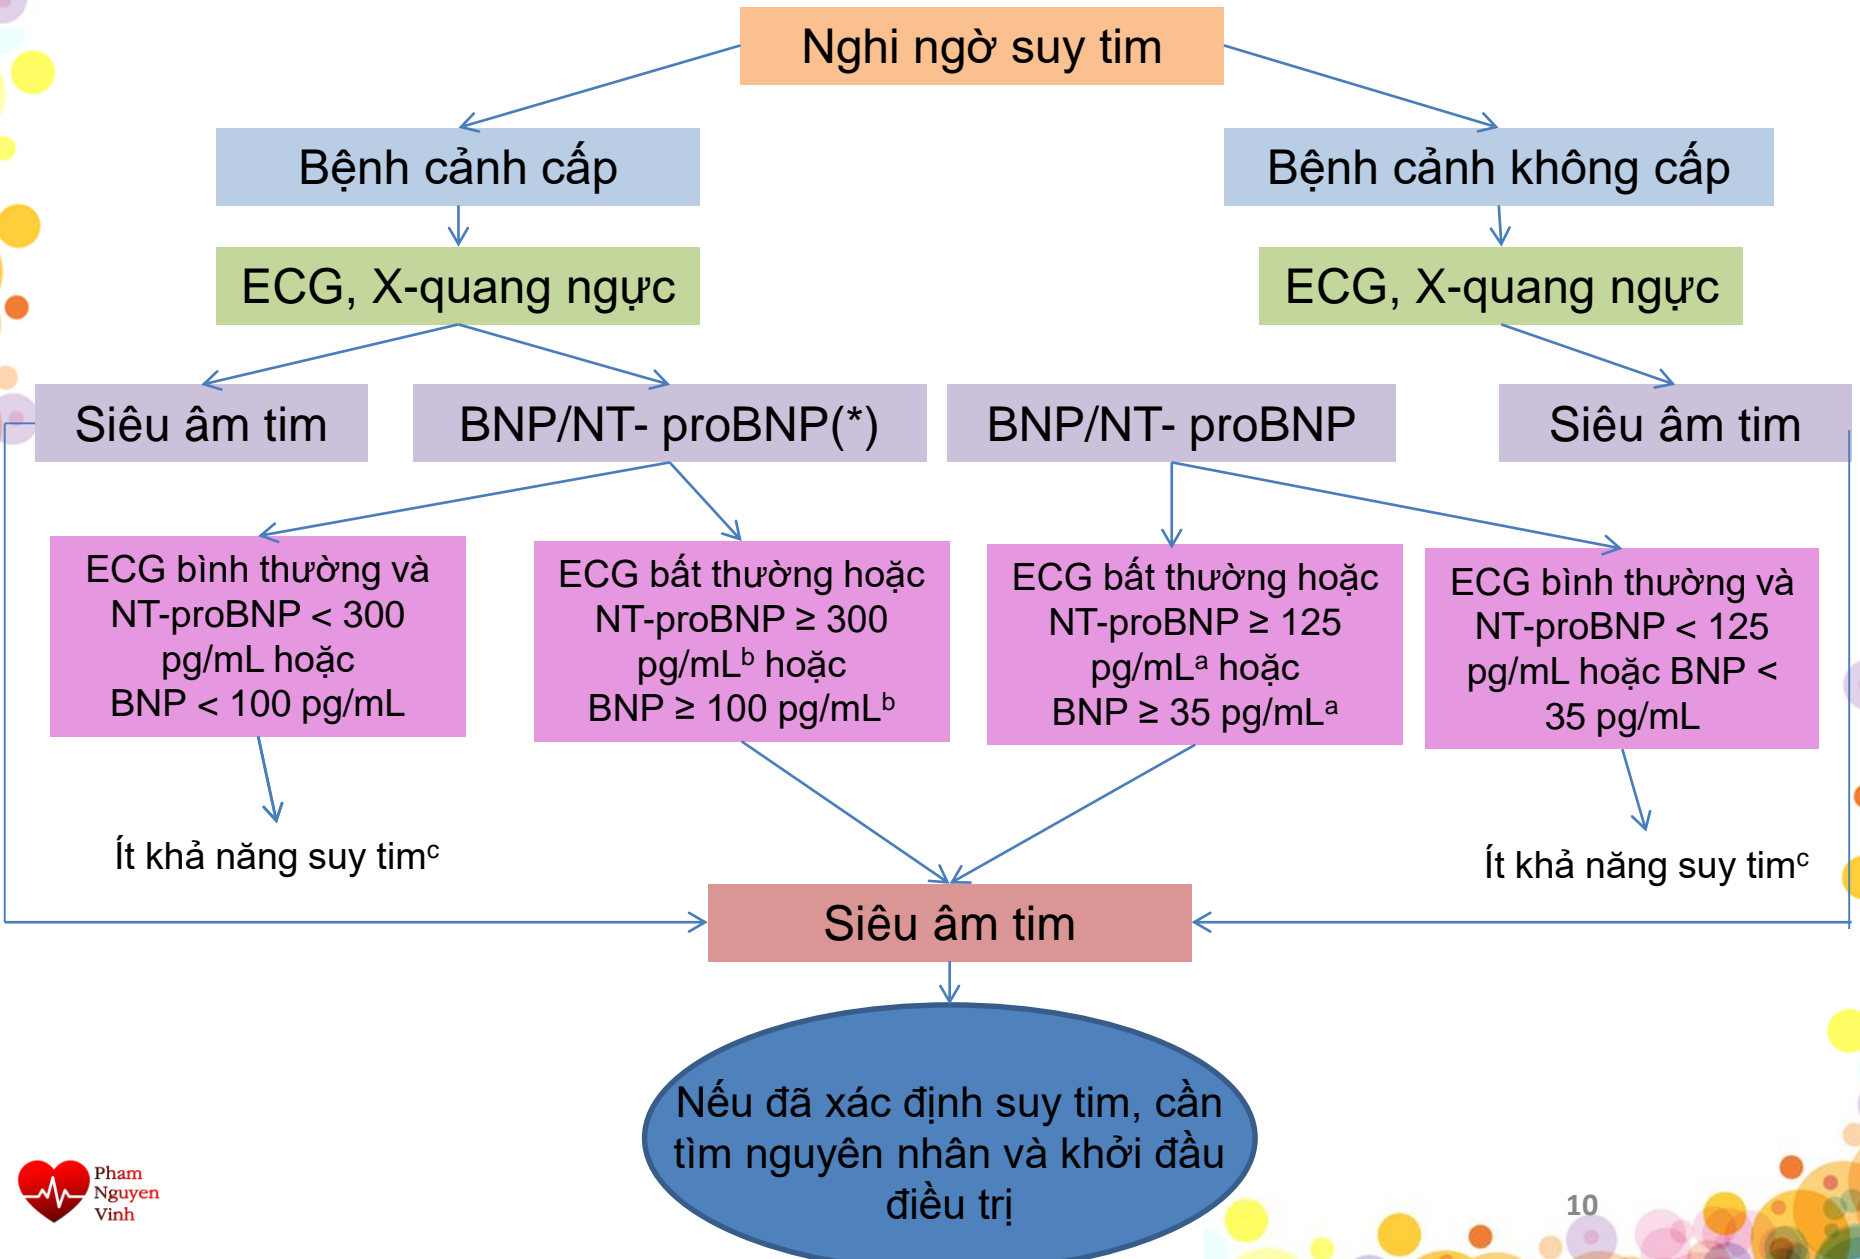 Nghi ngờ suy tim
Bệnh cảnh cấp
Bệnh cảnh không cấp
ECG, X-quang ngực
ECG, X-quang ngực
Siêu âm tim
BNP/NT- proBNP(*)
BNP/NT- proBNP
Siêu âm tim
ECG bình thường và
NT-proBNP < 300
pg/mL hoặc
BNP < 100 pg/mL
ECG bất thường hoặc
NT-proBNP ≥ 300
pg/mLᵇ hoặc
BNP ≥ 100 pg/mLᵇ
ECG bất thường hoặc
NT-proBNP ≥ 125
pg/mLᵃ hoặc
BNP ≥ 35 pg/mLᵃ
ECG bình thường và
NT-proBNP < 125
pg/mL hoặc BNP <
35 pg/mL
Ít khả năng suy timᶜ
Ít khả năng suy timᶜ
Siêu âm tim
Nếu đã xác định suy tim, cần
tìm nguyên nhân và khởi đầu
điều trị
Pham
Nguyen
Vinh
10